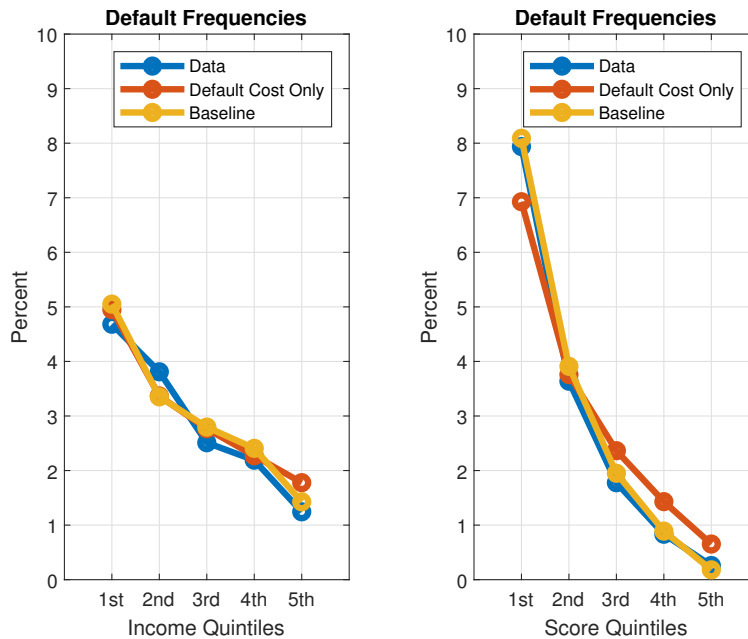 Default Frequencies
10
9
8
7
6
5
4
3
2
1
0
Percent
Data
Default Cost Only
Baseline
1st 2nd 3rd 4th 5th
Income Quintiles
Default Frequencies
10
9
8
7
6
5
4
3
2
1
0
Percent
Data
Default Cost Only
Baseline
1st 2nd 3rd 4th 5th
Score Quintiles